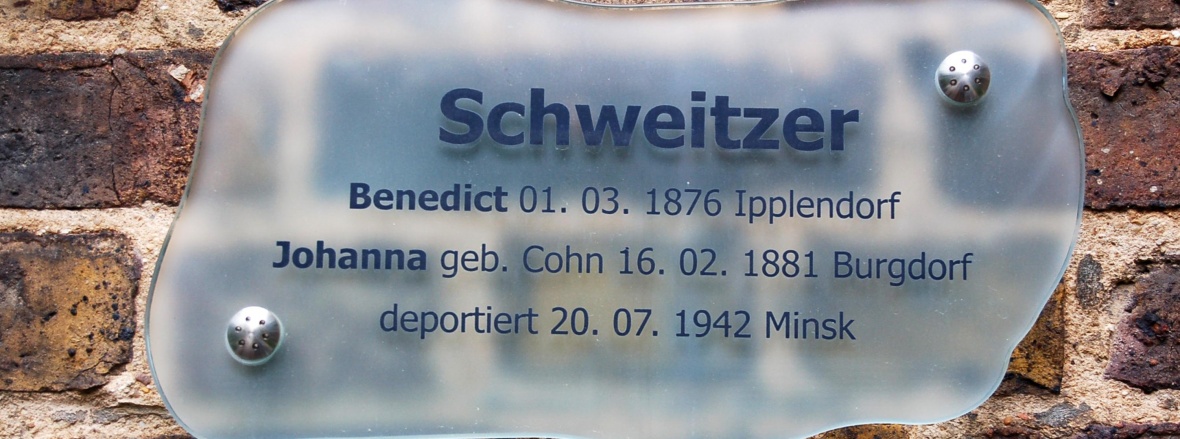 Schweitzer
Benedict 01. 03. 1876 Ipplendorf
Johanna geb. Cohn 16. 02. 1881 Burgdorf
deportiert 20. 07. 1942 Minsk